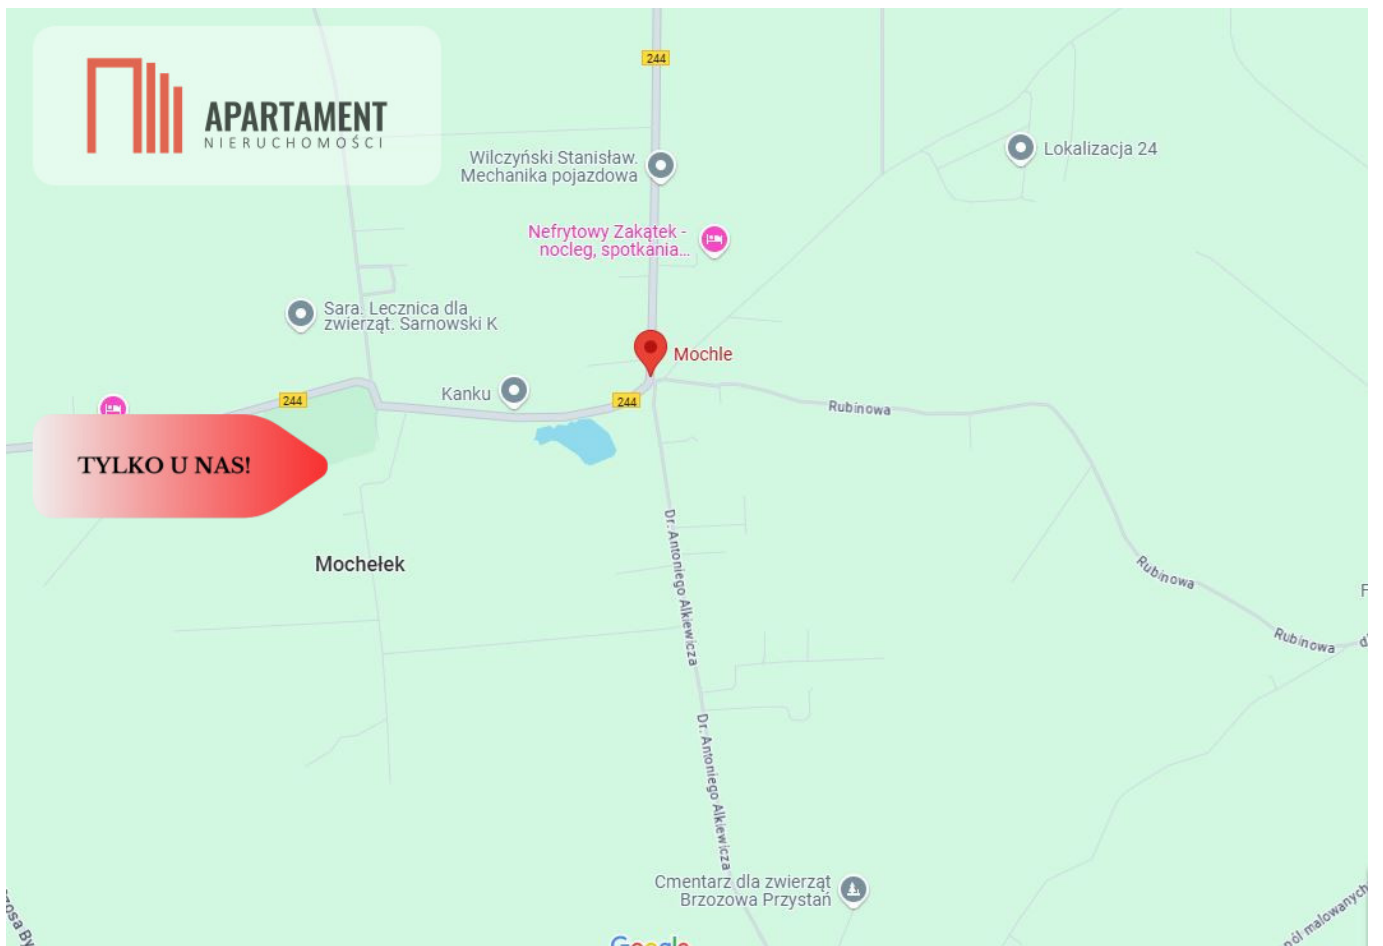 244
APARTAMENT
NIERUCHOMOŚCI
Wilczyński Stanisław.
Mechanika pojazdowa
Lokalizacja 24
Nefrytowy Zakątek -
nocleg, spotkania...
Sara. Lecznica dla
zwierząt. Sarnowski K
Mochle
Kanku
244
244
Rubinowa
TYLKO U NAS!
Mochełek
Dr. Antoniego Alkiewicza
Rubinowa
Rubinowa
Dr. Antoniego Alkiewicza
Cmentarz dla zwierząt
Brzozowa Przystań
Google